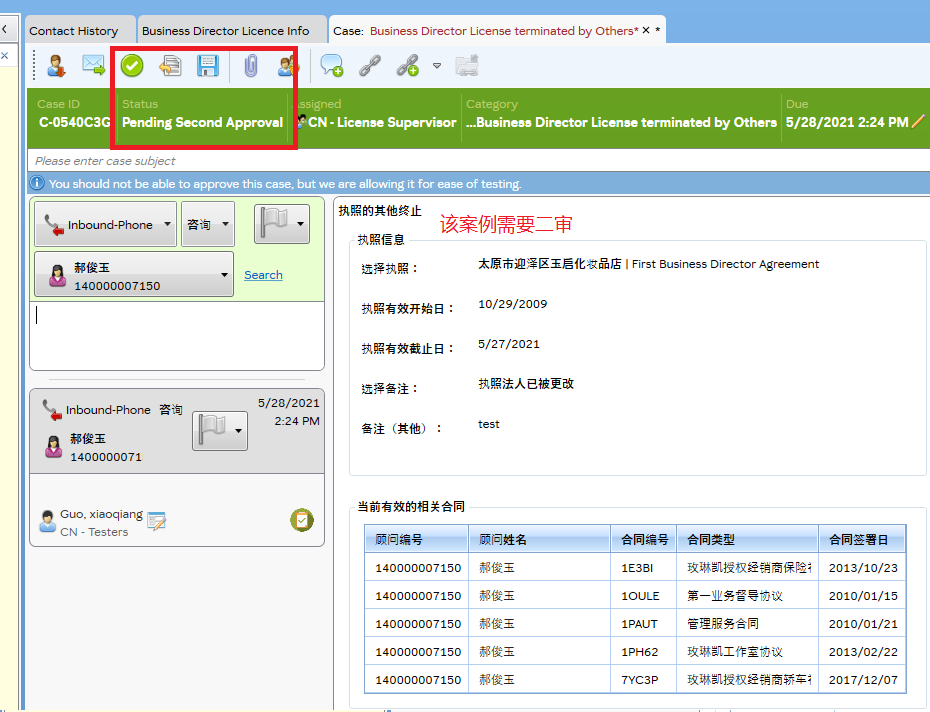 Contact History
Business Director Licence Info
Case: Business Director License terminated by Others* ✕ *
Case ID
C-0540C3G
Status
Pending Second Approval
ssigned
CN - License Supervisor
Category
...Business Director License terminated by Others
Due
5/28/2021 2:24 PM
Please enter case subject
You should not be able to approve this case, but we are allowing it for ease of testing.
Inbound-Phone
咨询
郝俊玉
140000007150
Search
Inbound-Phone 咨询
5/28/2021
2:24 PM
郝俊玉
1400000071
Guo, xiaoqiang
CN - Testers
执照的其他终止
该案例需要二审
执照信息
选择执照：
太原市迎泽区玉启化妆品店 | First Business Director Agreement
执照有效开始日：
10/29/2009
执照有效截止日：
5/27/2021
选择备注：
执照法人已被更改
备注（其他）：
test
当前有效的相关合同
顾问编号 顾问姓名 合同编号 合同类型 合同签署日
140000007150 郝俊玉 1E3BI 玫琳凯授权经销商保险 2013/10/23
140000007150 郝俊玉 1OULE 第一业务督导协议 2010/01/15
140000007150 郝俊玉 1PAUT 管理服务合同 2010/01/21
140000007150 郝俊玉 1PH62 玫琳凯工作室协议 2013/02/22
140000007150 郝俊玉 7YC3P 玫琳凯授权经销商轿车 2017/12/07